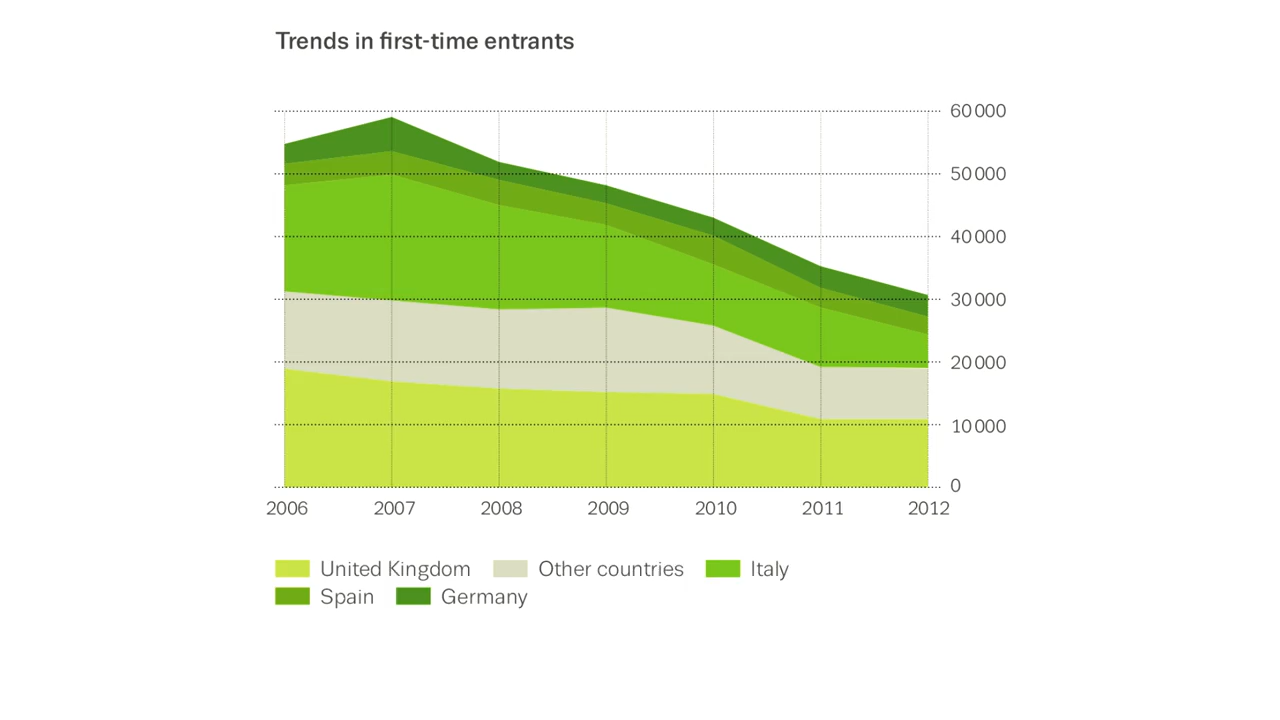 Trends in first-time entrants
60 000
50 000
40 000
30 000
20 000
10 000
0
2006 2007 2008 2009 2010 2011 2012
United Kingdom Other countries Italy
Spain Germany